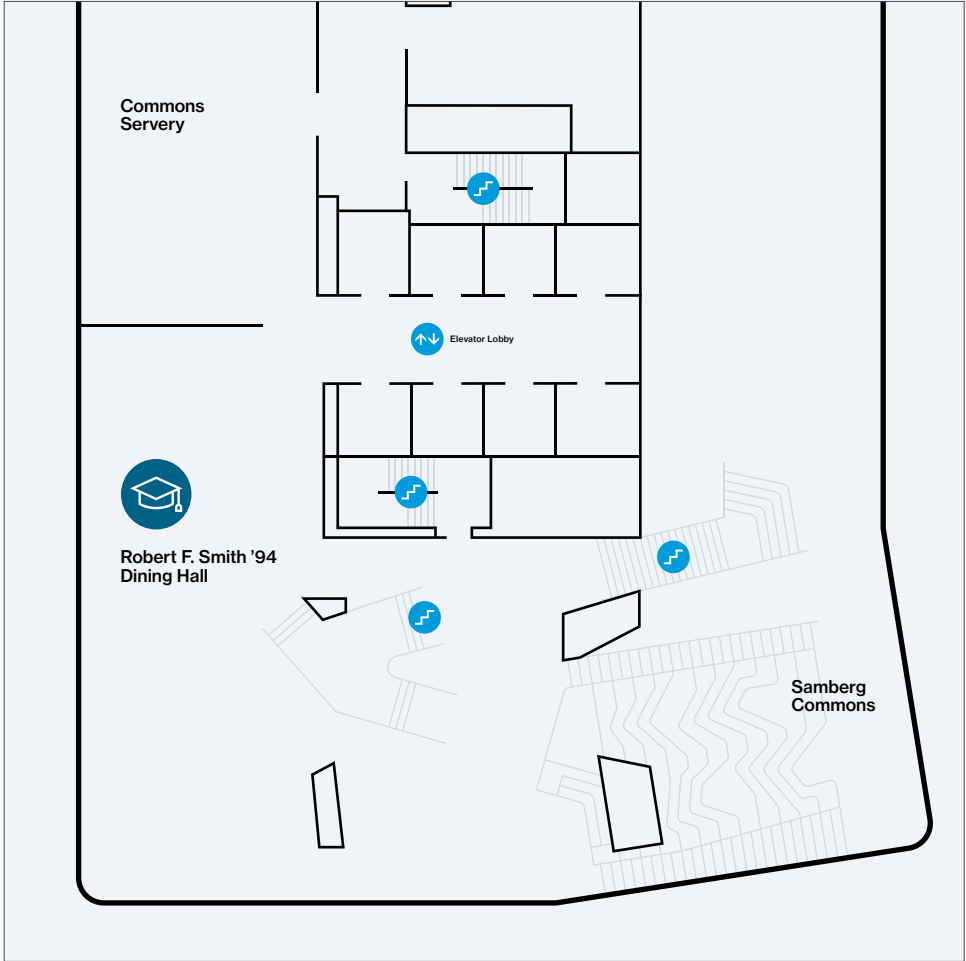 Commons
Servery
Elevator Lobby
Robert F. Smith ’94
Dining Hall
Samberg
Commons